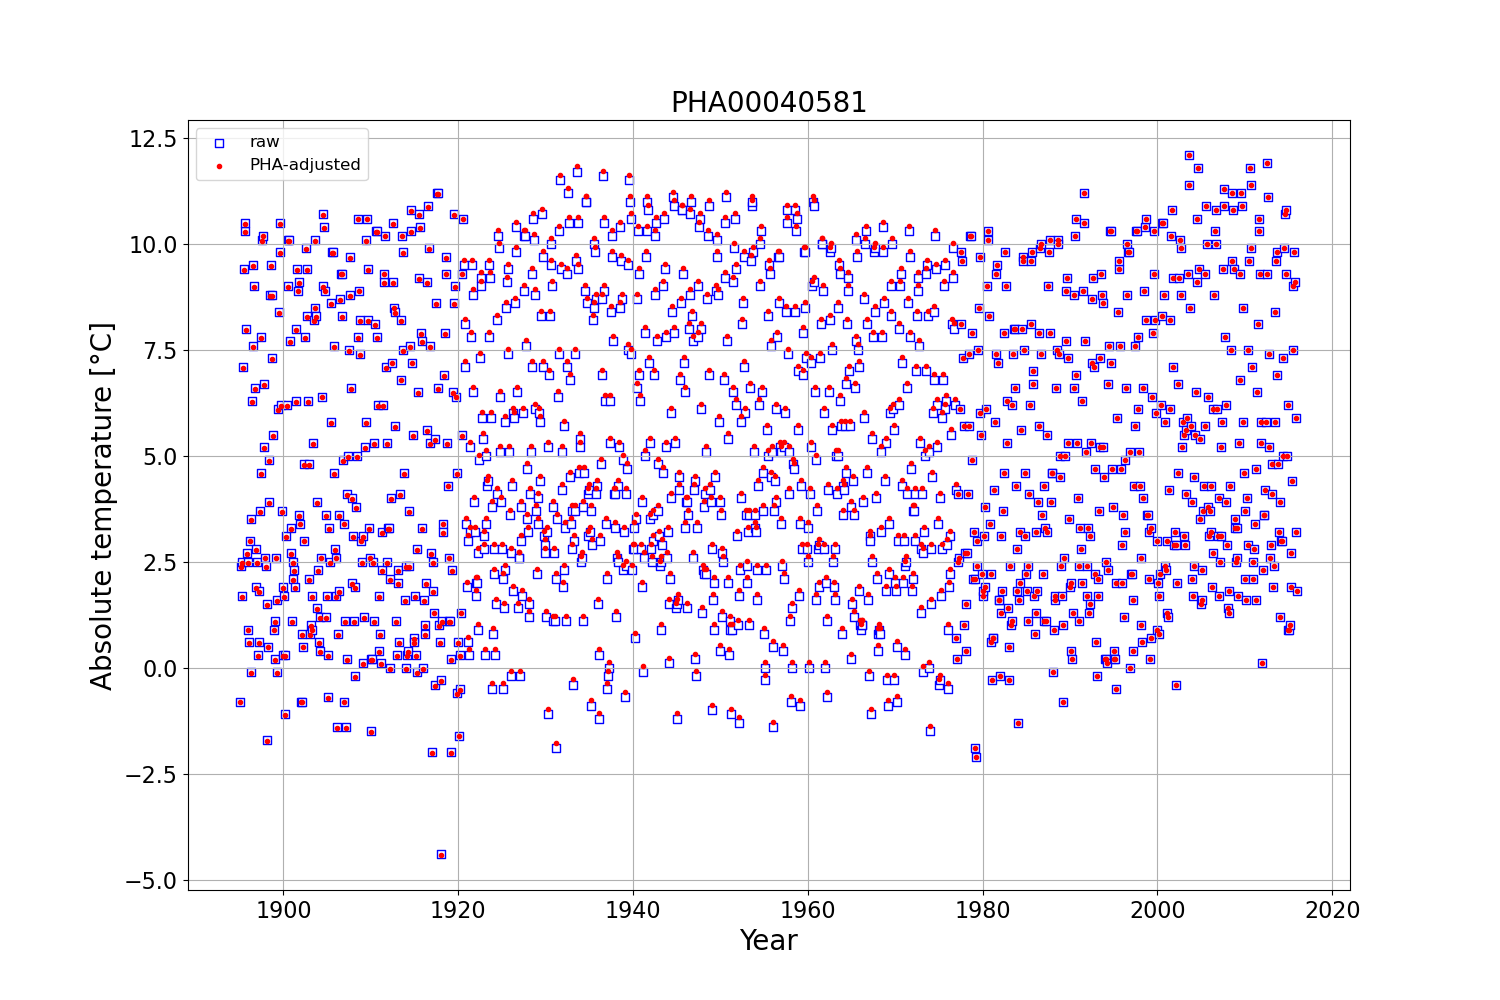 PHA00040581
raw
PHA-adjusted
Absolute temperature [°C]
12.5
10.0
7.5
5.0
2.5
0.0
−2.5
−5.0
1900 1920 1940 1960 1980 2000 2020
Year